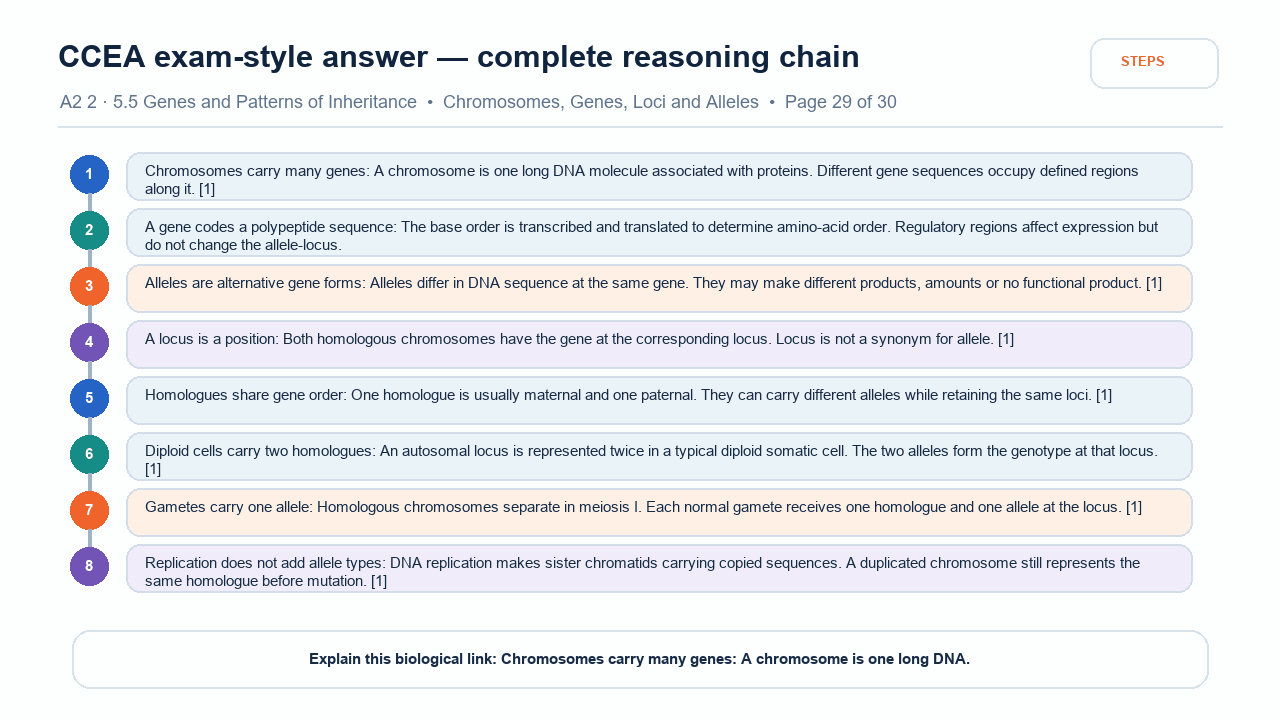 CCEA exam-style answer — complete reasoning chain
STEPS
A2 2 · 5.5 Genes and Patterns of Inheritance • Chromosomes, Genes, Loci and Alleles • Page 29 of 30
1
Chromosomes carry many genes: A chromosome is one long DNA molecule associated with proteins. Different gene sequences occupy defined regions
along it. [1]
2
A gene codes a polypeptide sequence: The base order is transcribed and translated to determine amino-acid order. Regulatory regions affect expression but
do not change the allele-locus.
3
Alleles are alternative gene forms: Alleles differ in DNA sequence at the same gene. They may make different products, amounts or no functional product. [1]
4
A locus is a position: Both homologous chromosomes have the gene at the corresponding locus. Locus is not a synonym for allele. [1]
5
Homologues share gene order: One homologue is usually maternal and one paternal. They can carry different alleles while retaining the same loci. [1]
6
Diploid cells carry two homologues: An autosomal locus is represented twice in a typical diploid somatic cell. The two alleles form the genotype at that locus.
[1]
7
Gametes carry one allele: Homologous chromosomes separate in meiosis I. Each normal gamete receives one homologue and one allele at the locus. [1]
8
Replication does not add allele types: DNA replication makes sister chromatids carrying copied sequences. A duplicated chromosome still represents the
same homologue before mutation. [1]
Explain this biological link: Chromosomes carry many genes: A chromosome is one long DNA.